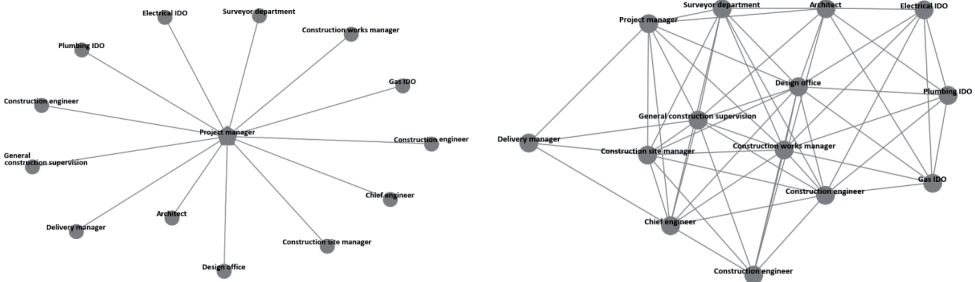 Electrical IDO
Surveyor department
Construction works manager
Plumbing IDO
Gas IDO
Construction engineer
Project manager
Construction engineer
General
construction supervision
Chief engineer
Architect
Delivery manager
Construction site manager
Design office
Surveyor department
Architect
Electrical IDO
Project manager
Design office
Plumbing IDO
General construction supervision
Delivery manager
Construction works manager
Construction site manager
Gas IDO
Construction engineer
Chief engineer
Construction engineer